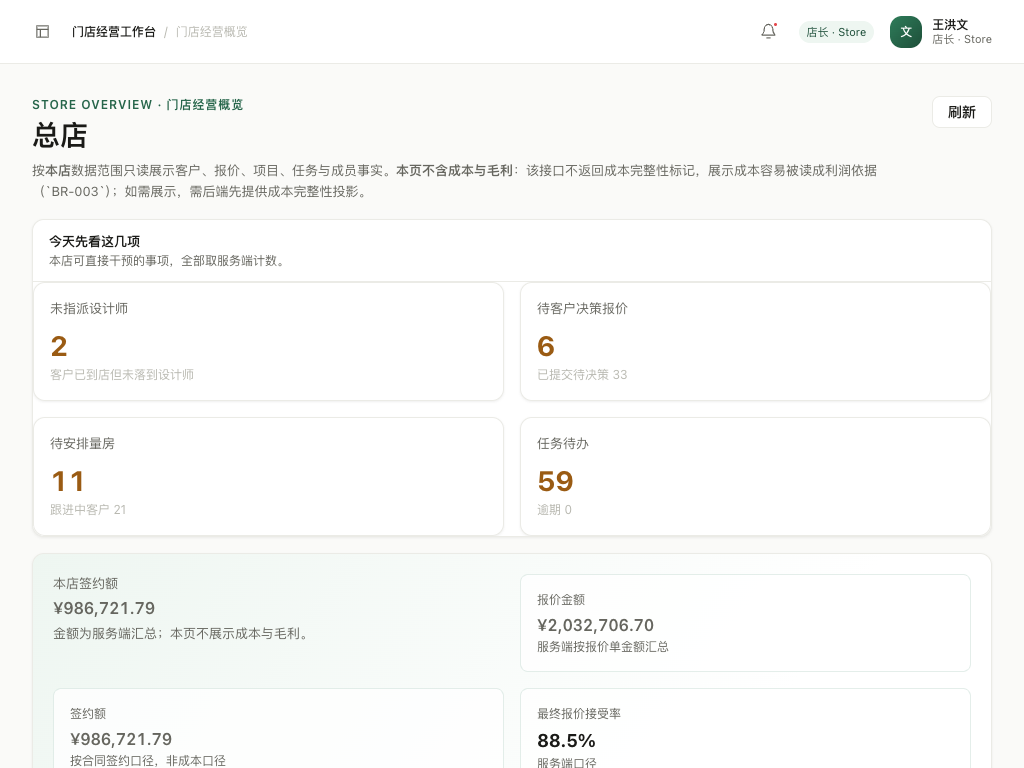 门店经营工作台 / 门店经营概览
店长 · Store
文
王洪文
店长 · Store
STORE OVERVIEW · 门店经营概览
总店
刷新
按本店数据范围只读展示客户、报价、项目、任务与成员事实。本页不含成本与毛利：该接口不返回成本完整性标记，展示成本容易被读成利润依据
（`BR-003`）；如需展示，需后端先提供成本完整性投影。
今天先看这几项
本店可直接干预的事项，全部取服务端计数。
未指派设计师
2
客户已到店但未落到设计师
待客户决策报价
6
已提交待决策 33
待安排量房
11
跟进中客户 21
任务待办
59
逾期 0
本店签约额
¥986,721.79
金额为服务端汇总；本页不展示成本与毛利。
报价金额
¥2,032,706.70
服务端按报价单金额汇总
签约额
¥986,721.79
按合同签约口径，非成本口径
最终报价接受率
88.5%
服务端口径